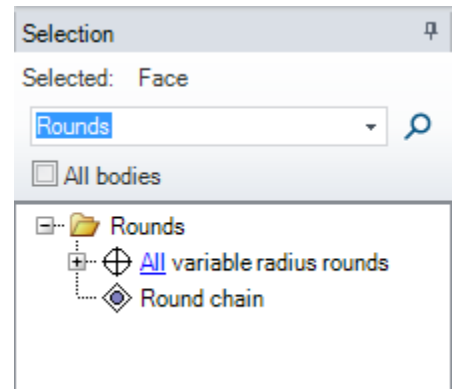 Selection
Selected: Face
Rounds
All bodies
Rounds
All variable radius rounds
Round chain